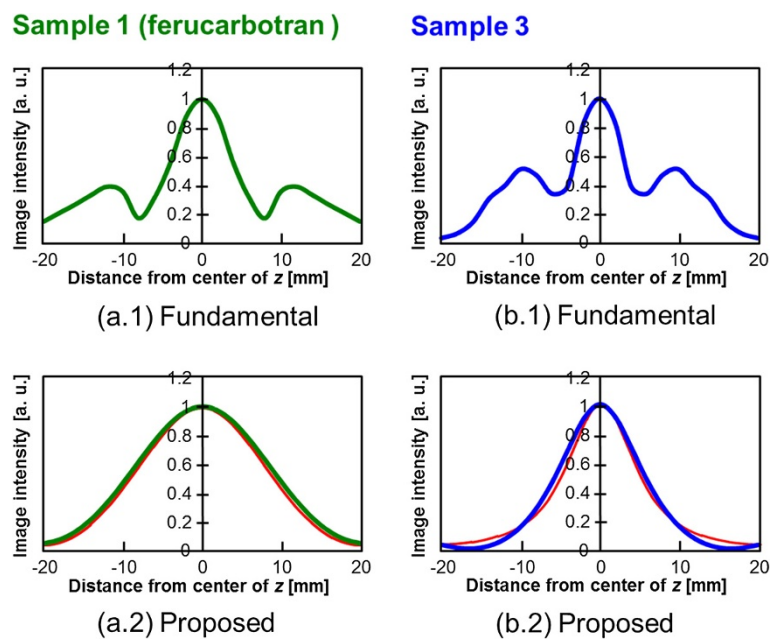 Sample 1 (ferucarbotran )
Sample 3
Image intensity [a. u.]
1.2
1
0.8
0.6
0.4
0.2
0
-20 -10 0 10 20
Distance from center of z [mm]
(a.1) Fundamental
Image intensity [a. u.]
1.2
1
0.8
0.6
0.4
0.2
0
-20 -10 0 10 20
Distance from center of z [mm]
(b.1) Fundamental
Image intensity [a. u.]
1.2
1
0.8
0.6
0.4
0.2
0
-20 -10 0 10 20
Distance from center of z [mm]
(a.2) Proposed
Image intensity [a. u.]
1.2
1
0.8
0.6
0.4
0.2
0
-20 -10 0 10 20
Distance from center of z [mm]
(b.2) Proposed